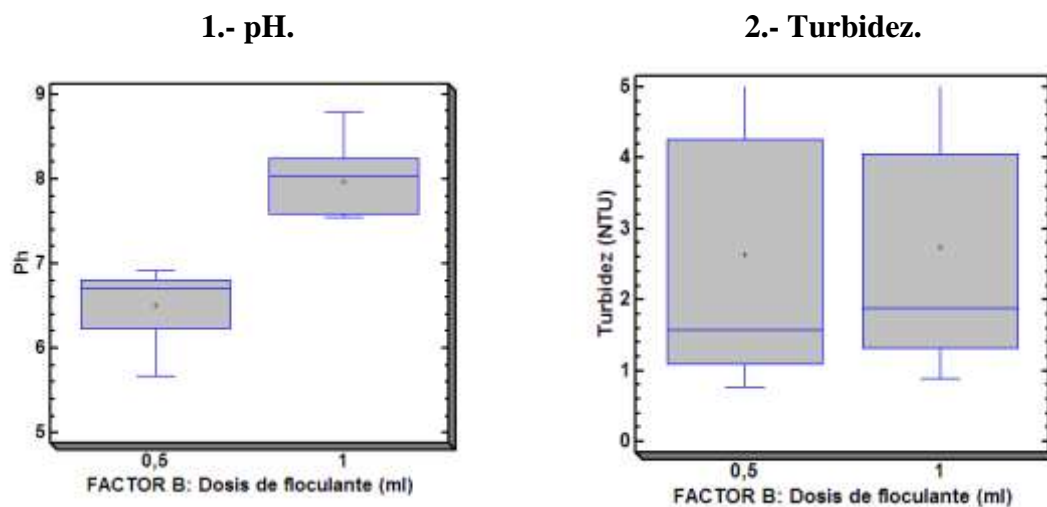 1.- pH.
9
8
7
6
5
Ph
0,5
1
FACTOR B: Dosis de floculante (ml)
2.- Turbidez.
5
4
3
2
1
0
Turbidez (NTU)
0,5
1
FACTOR B: Dosis de floculante (ml)